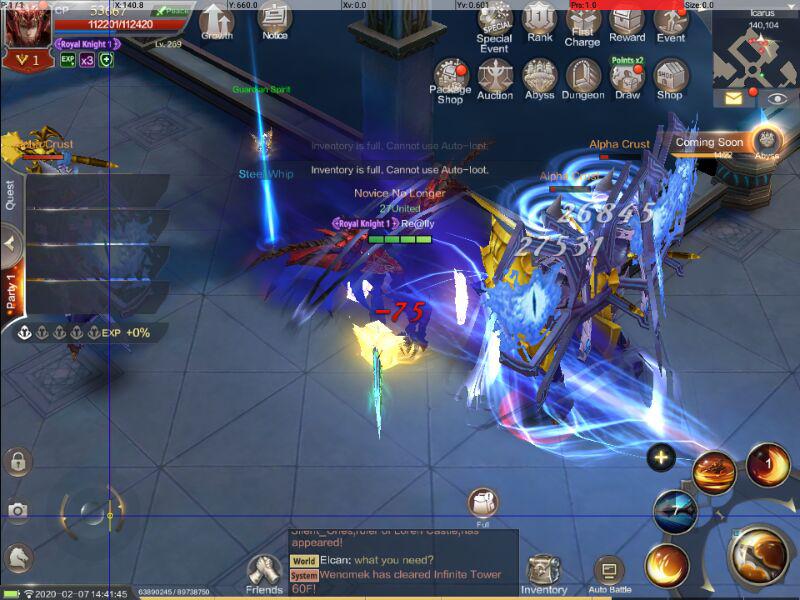 P: 1 / 1
X: 140.8
Y: 660.0
Xv: 0.0
Yv: 0.601
Prs: 1.0
Size: 0.0
CP 53667
Peace
112201/112420
Royal Knight 1
Lv. 269
V 1
EXP
x3
Growth
Notice
Special Event
SPECIAL
Rank
First Charge
Reward
Event
Icarus
140,104
Package Shop
Auction
Abyss
Dungeon
Points x2
Draw
Shop
Guardian Spirit
Inventory is full, Cannot use Auto-loot.
Inventory is full, Cannot use Auto-loot.
Alpha Crust
Coming Soon
Abyss
Crust
Steel Whip
Novice No Longer
27United
Royal Knight 1
Re@lly
26845
27531
-75
Quest
Party 1
EXP +0%
Full
appeared!
World Elcan: what you need?
System Wenomek has cleared Infinite Tower
60F!
Friends
Inventory
Auto Battle
1
2020-02-07 14:41:45
63890245 / 89738750